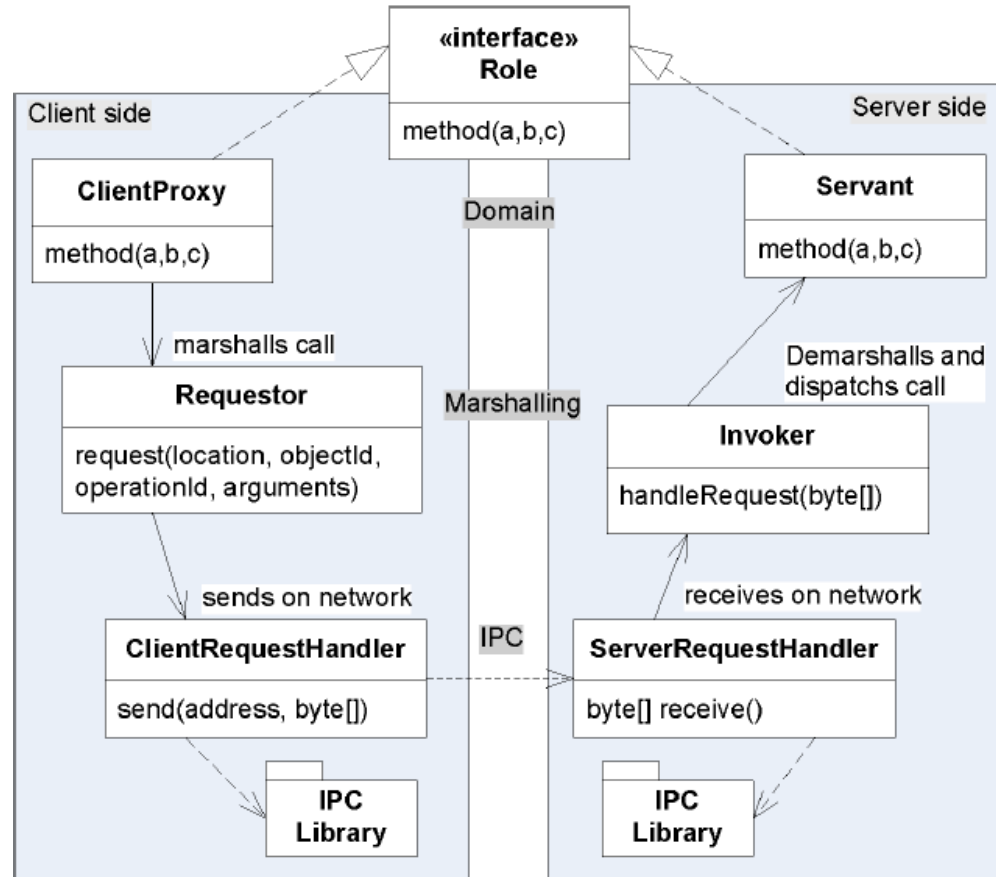 «interface»
Role
method(a,b,c)
Client side
Server side
ClientProxy
method(a,b,c)
Domain
Servant
method(a,b,c)
marshalls call
Demarshalls and
dispatchs call
Requestor
request(location, objectId,
operationId, arguments)
Marshalling
Invoker
handleRequest(byte[])
sends on network
receives on network
ClientRequestHandler
send(address, byte[])
IPC
ServerRequestHandler
byte[] receive()
IPC
Library
IPC
Library